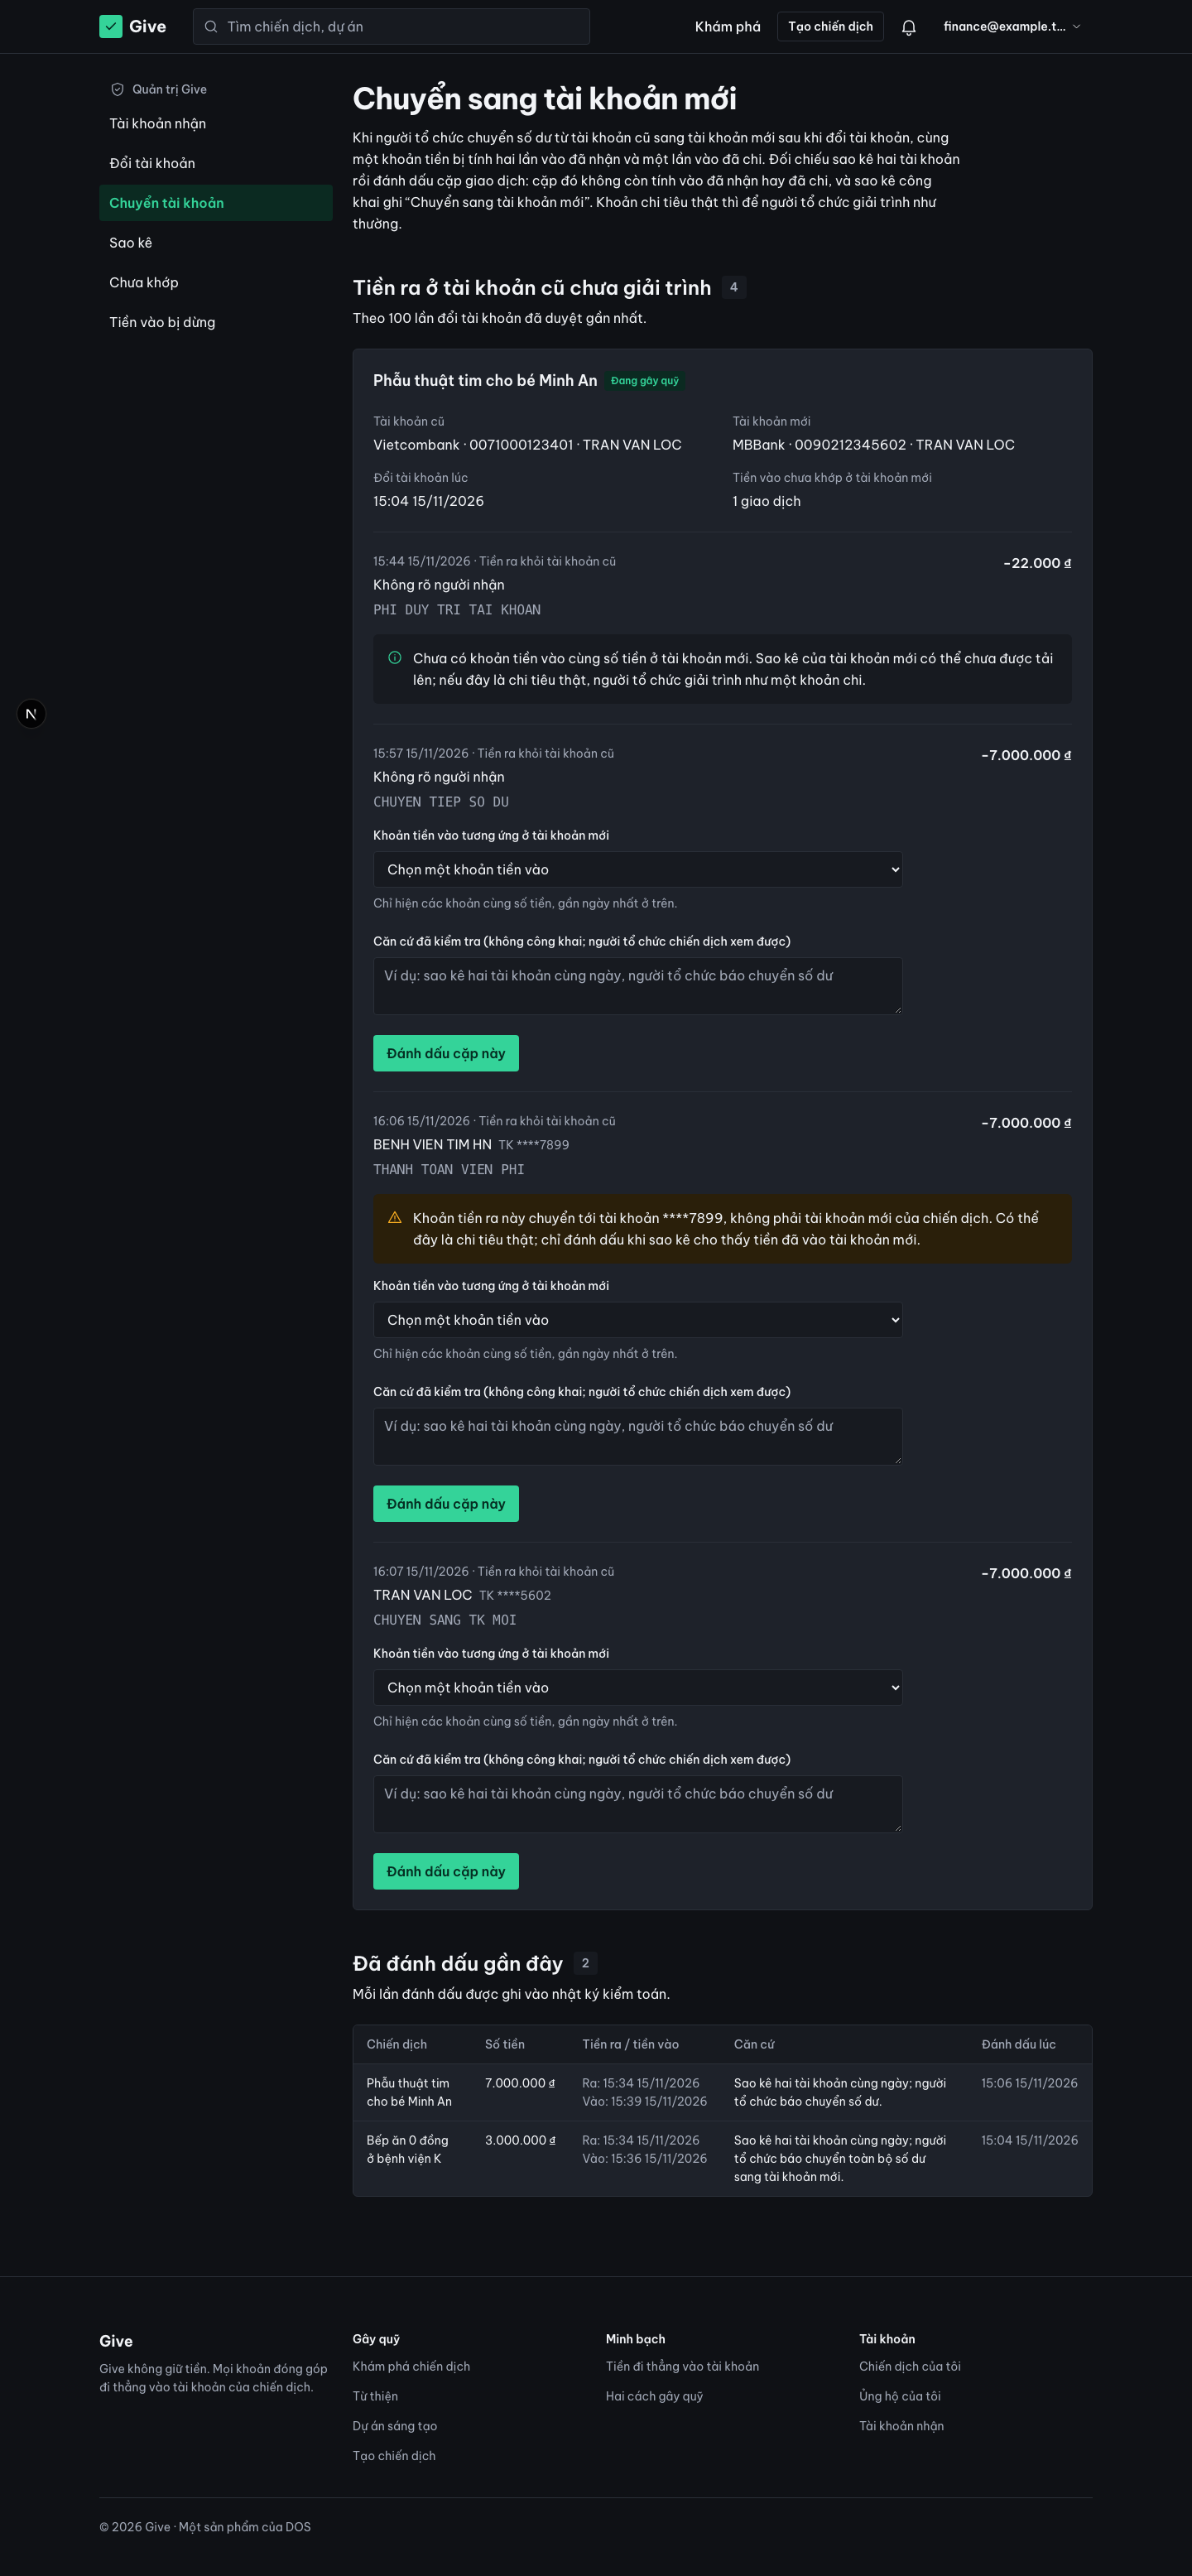 Give
Tìm chiến dịch, dự án
Khám phá
Tạo chiến dịch
finance@example.t...
Quản trị Give
Tài khoản nhận
Đổi tài khoản
Chuyển tài khoản
Sao kê
Chưa khớp
Tiền vào bị dừng
Chuyển sang tài khoản mới
Khi người tổ chức chuyển số dư từ tài khoản cũ sang tài khoản mới sau khi đổi tài khoản, cùng
một khoản tiền bị tính hai lần vào đã nhận và một lần vào đã chi. Đối chiếu sao kê hai tài khoản
rồi đánh dấu cặp giao dịch: cặp đó không còn tính vào đã nhận hay đã chi, và sao kê công
khai ghi “Chuyển sang tài khoản mới”. Khoản chi tiêu thật thì để người tổ chức giải trình như
thường.
Tiền ra ở tài khoản cũ chưa giải trình 4
Theo 100 lần đổi tài khoản đã duyệt gần nhất.
Phẫu thuật tim cho bé Minh An Đang gây quỹ
Tài khoản cũ
Vietcombank · 0071000123401 · TRAN VAN LOC
Tài khoản mới
MBBank · 0090212345602 · TRAN VAN LOC
Đổi tài khoản lúc
15:04 15/11/2026
Tiền vào chưa khớp ở tài khoản mới
1 giao dịch
15:44 15/11/2026 · Tiền ra khỏi tài khoản cũ
-22.000 ₫
Không rõ người nhận
PHI DUY TRI TAI KHOAN
Chưa có khoản tiền vào cùng số tiền ở tài khoản mới. Sao kê của tài khoản mới có thể chưa được tải
lên; nếu đây là chi tiêu thật, người tổ chức giải trình như một khoản chi.
15:57 15/11/2026 · Tiền ra khỏi tài khoản cũ
-7.000.000 ₫
Không rõ người nhận
CHUYEN TIEP SO DU
Khoản tiền vào tương ứng ở tài khoản mới
Chọn một khoản tiền vào
Chỉ hiện các khoản cùng số tiền, gần ngày nhất ở trên.
Căn cứ đã kiểm tra (không công khai; người tổ chức chiến dịch xem được)
Ví dụ: sao kê hai tài khoản cùng ngày, người tổ chức báo chuyển số dư
Đánh dấu cặp này
16:06 15/11/2026 · Tiền ra khỏi tài khoản cũ
-7.000.000 ₫
BENH VIEN TIM HN TK ****7899
THANH TOAN VIEN PHI
Khoản tiền ra này chuyển tới tài khoản ****7899, không phải tài khoản mới của chiến dịch. Có thể
đây là chi tiêu thật; chỉ đánh dấu khi sao kê cho thấy tiền đã vào tài khoản mới.
Khoản tiền vào tương ứng ở tài khoản mới
Chọn một khoản tiền vào
Chỉ hiện các khoản cùng số tiền, gần ngày nhất ở trên.
Căn cứ đã kiểm tra (không công khai; người tổ chức chiến dịch xem được)
Ví dụ: sao kê hai tài khoản cùng ngày, người tổ chức báo chuyển số dư
Đánh dấu cặp này
16:07 15/11/2026 · Tiền ra khỏi tài khoản cũ
-7.000.000 ₫
TRAN VAN LOC TK ****5602
CHUYEN SANG TK MOI
Khoản tiền vào tương ứng ở tài khoản mới
Chọn một khoản tiền vào
Chỉ hiện các khoản cùng số tiền, gần ngày nhất ở trên.
Căn cứ đã kiểm tra (không công khai; người tổ chức chiến dịch xem được)
Ví dụ: sao kê hai tài khoản cùng ngày, người tổ chức báo chuyển số dư
Đánh dấu cặp này
Đã đánh dấu gần đây 2
Mỗi lần đánh dấu được ghi vào nhật ký kiểm toán.
Chiến dịch Số tiền Tiền ra / tiền vào Căn cứ Đánh dấu lúc
Phẫu thuật tim 7.000.000 ₫ Ra: 15:34 15/11/2026 Sao kê hai tài khoản cùng ngày; người 15:06 15/11/2026
cho bé Minh An Vào: 15:39 15/11/2026 tổ chức báo chuyển số dư.
Bếp ăn 0 đồng 3.000.000 ₫ Ra: 15:34 15/11/2026 Sao kê hai tài khoản cùng ngày; người 15:04 15/11/2026
ở bệnh viện K Vào: 15:36 15/11/2026 tổ chức báo chuyển toàn bộ số dư
sang tài khoản mới.
Give
Give không giữ tiền. Mọi khoản đóng góp
đi thẳng vào tài khoản của chiến dịch.
Gây quỹ
Khám phá chiến dịch
Từ thiện
Dự án sáng tạo
Tạo chiến dịch
Minh bạch
Tiền đi thẳng vào tài khoản
Hai cách gây quỹ
Tài khoản
Chiến dịch của tôi
Ủng hộ của tôi
Tài khoản nhận
© 2026 Give · Một sản phẩm của DOS